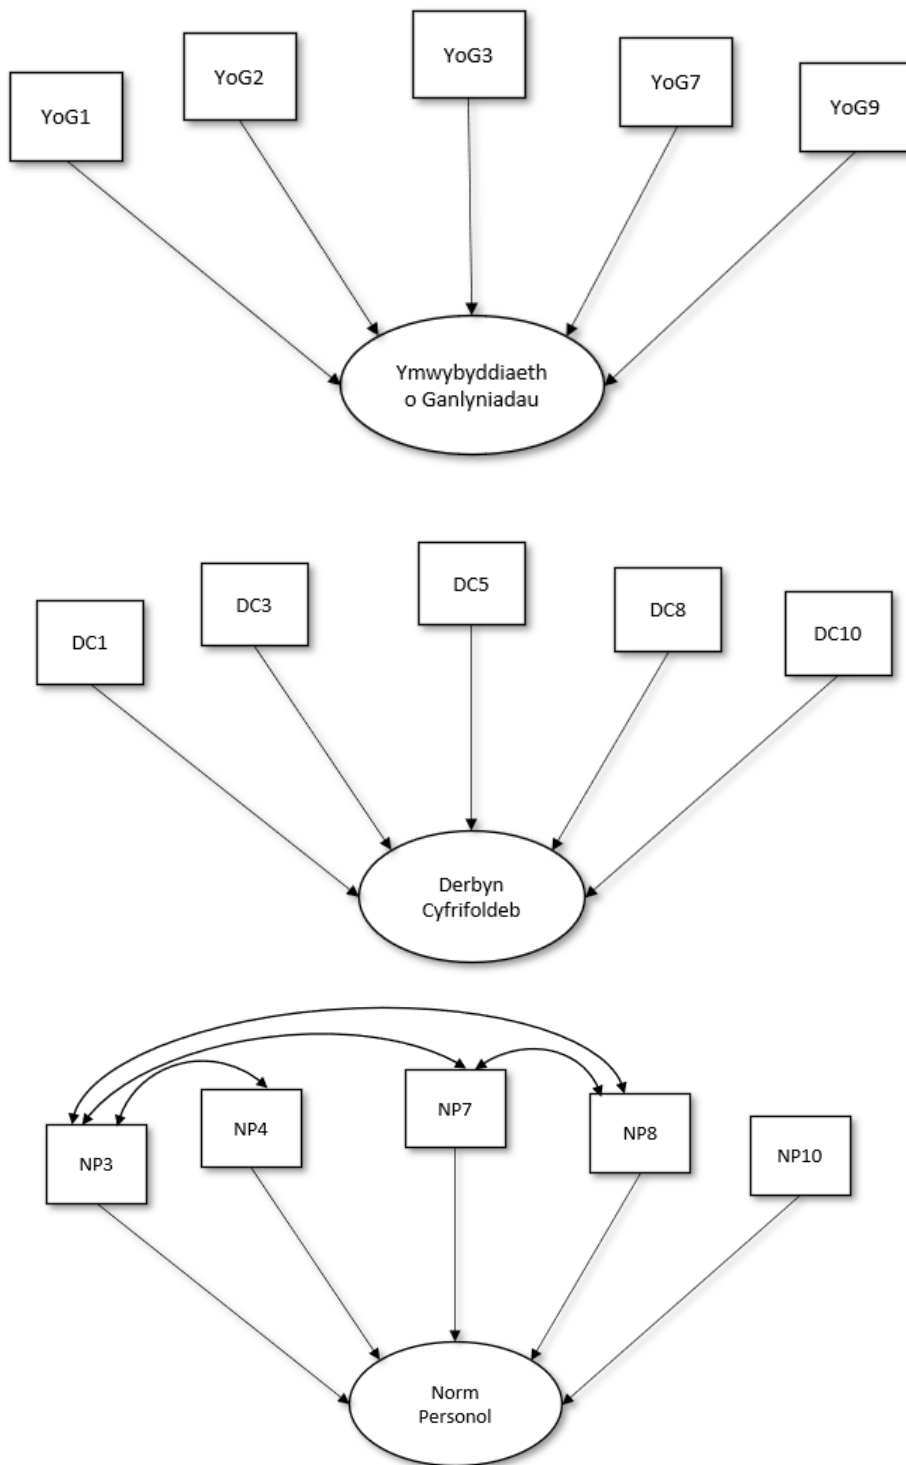 YoG1
YoG2
YoG3
YoG7
YoG9
Ymwybyddiaeth
o Ganlyniadau
DC1
DC3
DC5
DC8
DC10
Derbyn
Cyfrifoldeb
NP3
NP4
NP7
NP8
NP10
Norm
Personol